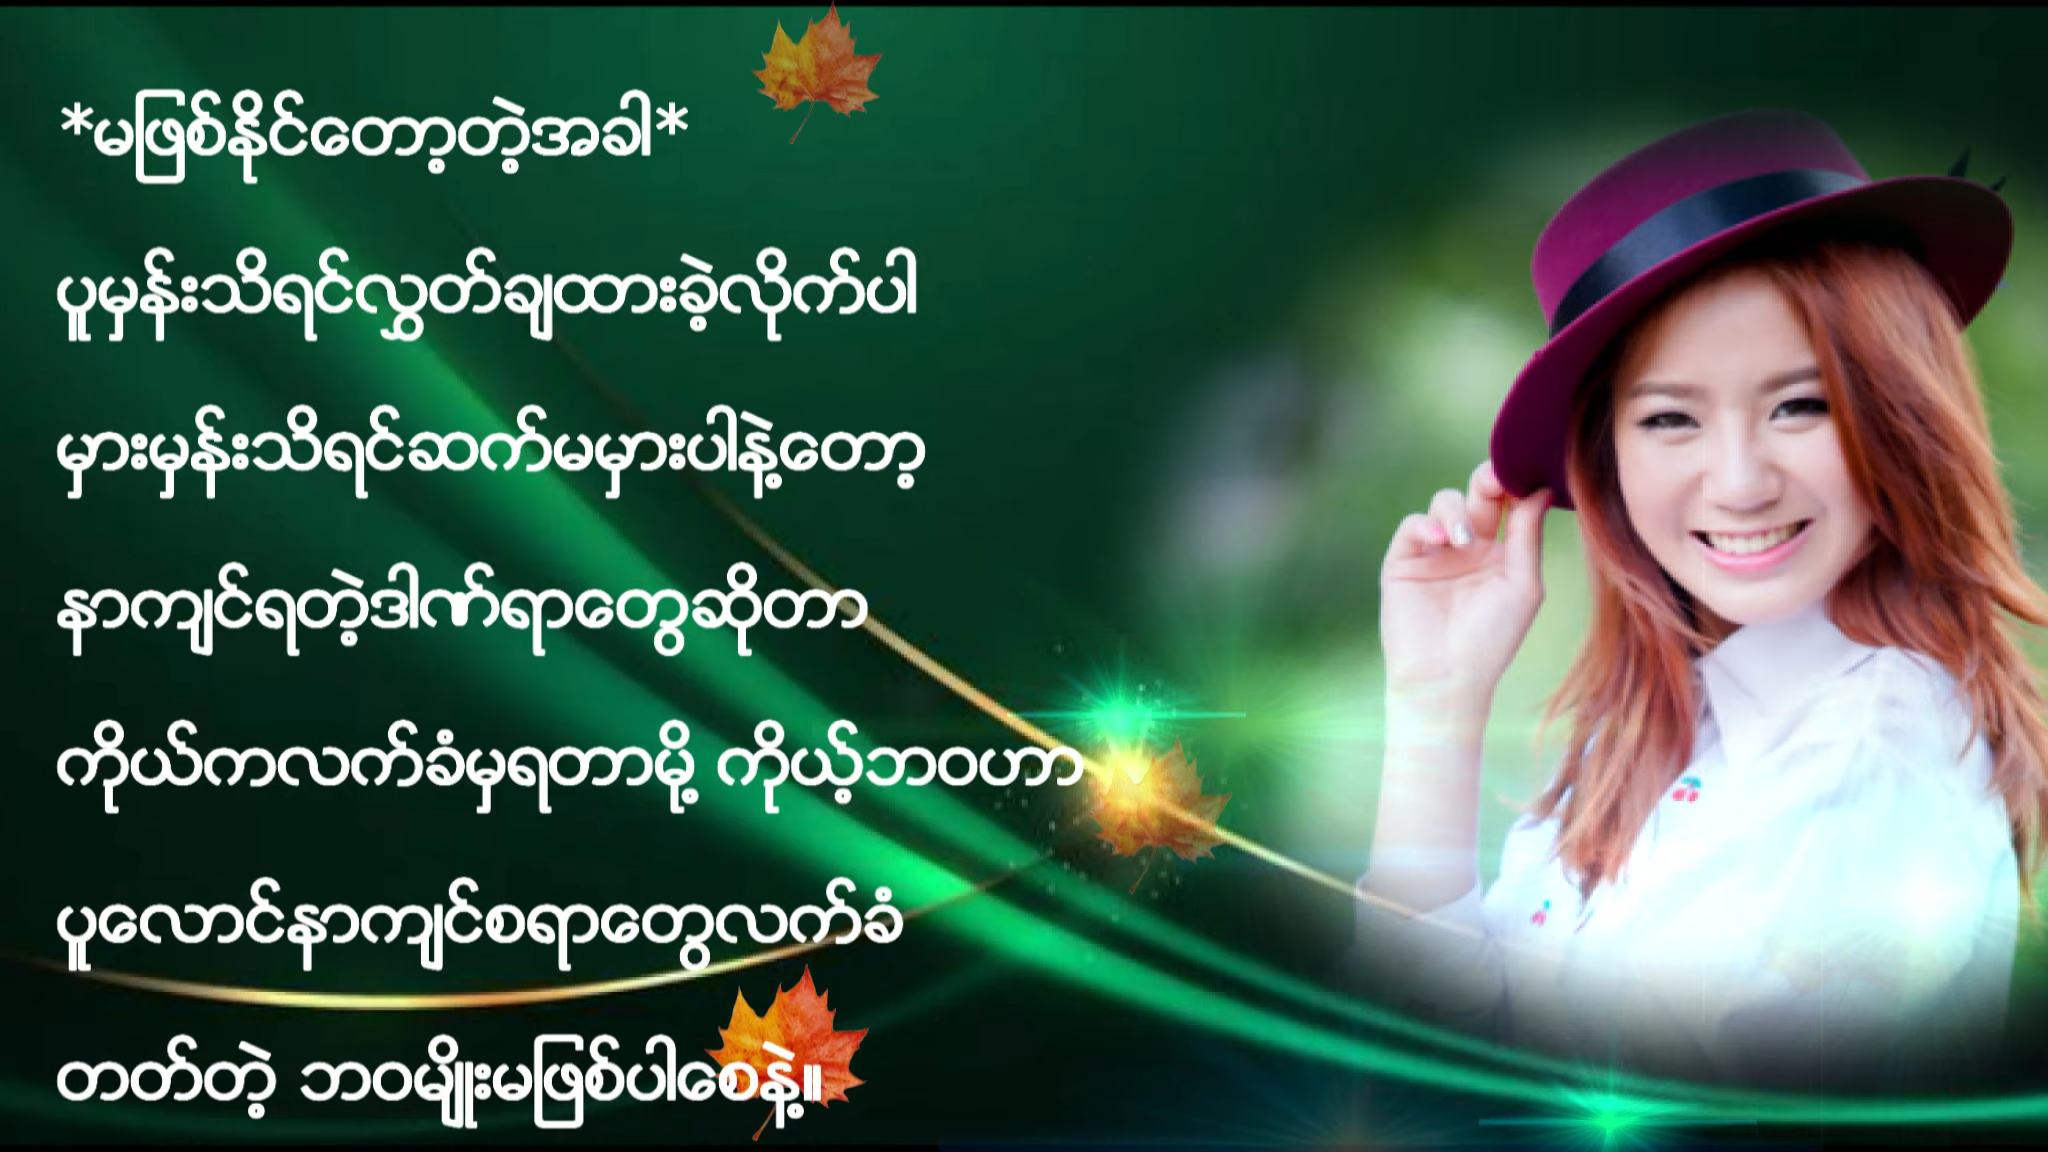 *မဖြစ်နိုင်တော့တဲ့အခါ*
ပူမှန်းသိရင်လွှတ်ချထားခဲ့လိုက်ပါ
မှားမှန်းသိရင်ဆက်မမှားပါနဲ့တော့
နာကျင်ရတဲ့ဒါဏ်ရာတွေဆိုတာ
ကိုယ်ကလက်ခံမှရတာမို့ ကိုယ့်ဘဝဟာ
ပူလောင်နာကျင်စရာတွေလက်ခံ
တတ်တဲ့ ဘဝမျိုးမဖြစ်ပါစေနဲ့။